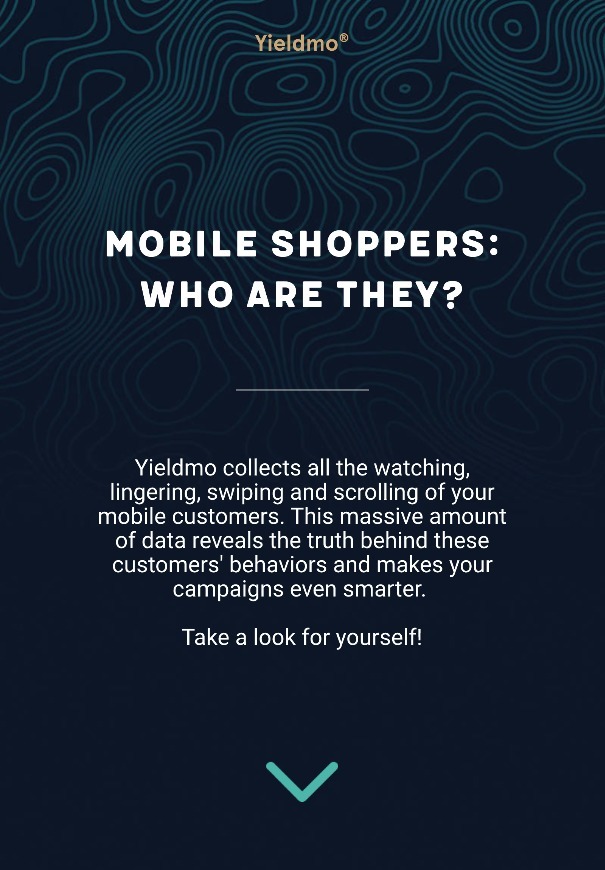 Yieldmo®
MOBILE SHOPPERS:
WHO ARE THEY?
Yieldmo collects all the watching,
lingering, swiping and scrolling of your
mobile customers. This massive amount
of data reveals the truth behind these
customers' behaviors and makes your
campaigns even smarter.
Take a look for yourself!